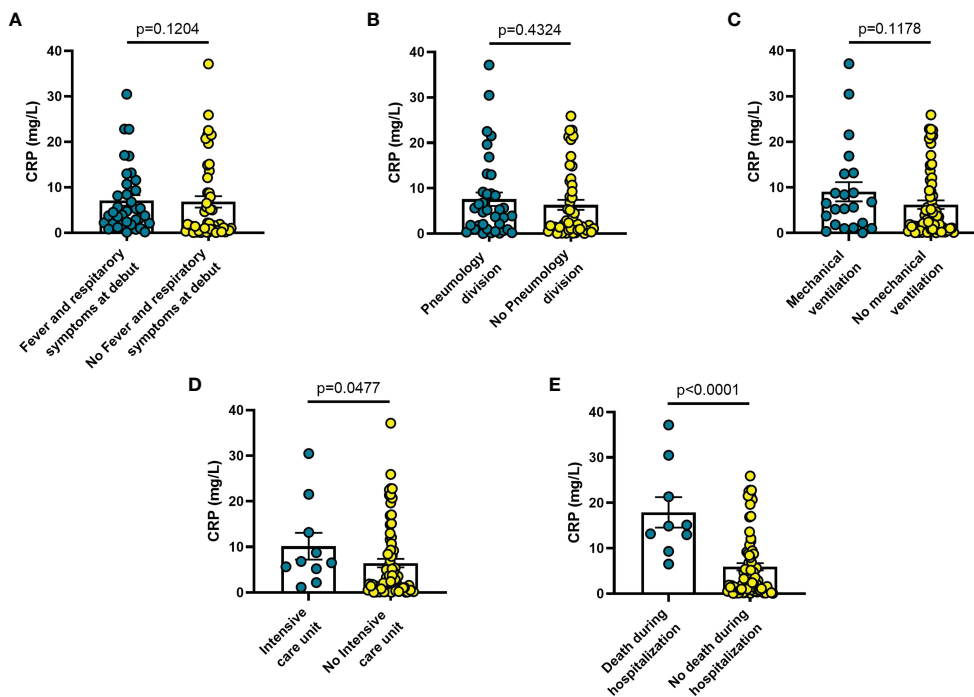 A
p=0.1204
CRP (mg/L)
40
30
20
10
0
Fever and respitarory
symptoms at debut
No Fever and respiratory
symptoms at debut
B
p=0.4324
CRP (mg/L)
40
30
20
10
0
Pneumology
division
No Pneumology
division
C
p=0.1178
CRP (mg/L)
40
30
20
10
0
Mechanical
ventilation
No mechanical
ventilation
D
p=0.0477
CRP (mg/L)
40
30
20
10
0
Intensive
care unit
No Intensive
care unit
E
p<0.0001
CRP (mg/L)
40
30
20
10
0
Death during
hospitalization
No death during
hospitalization